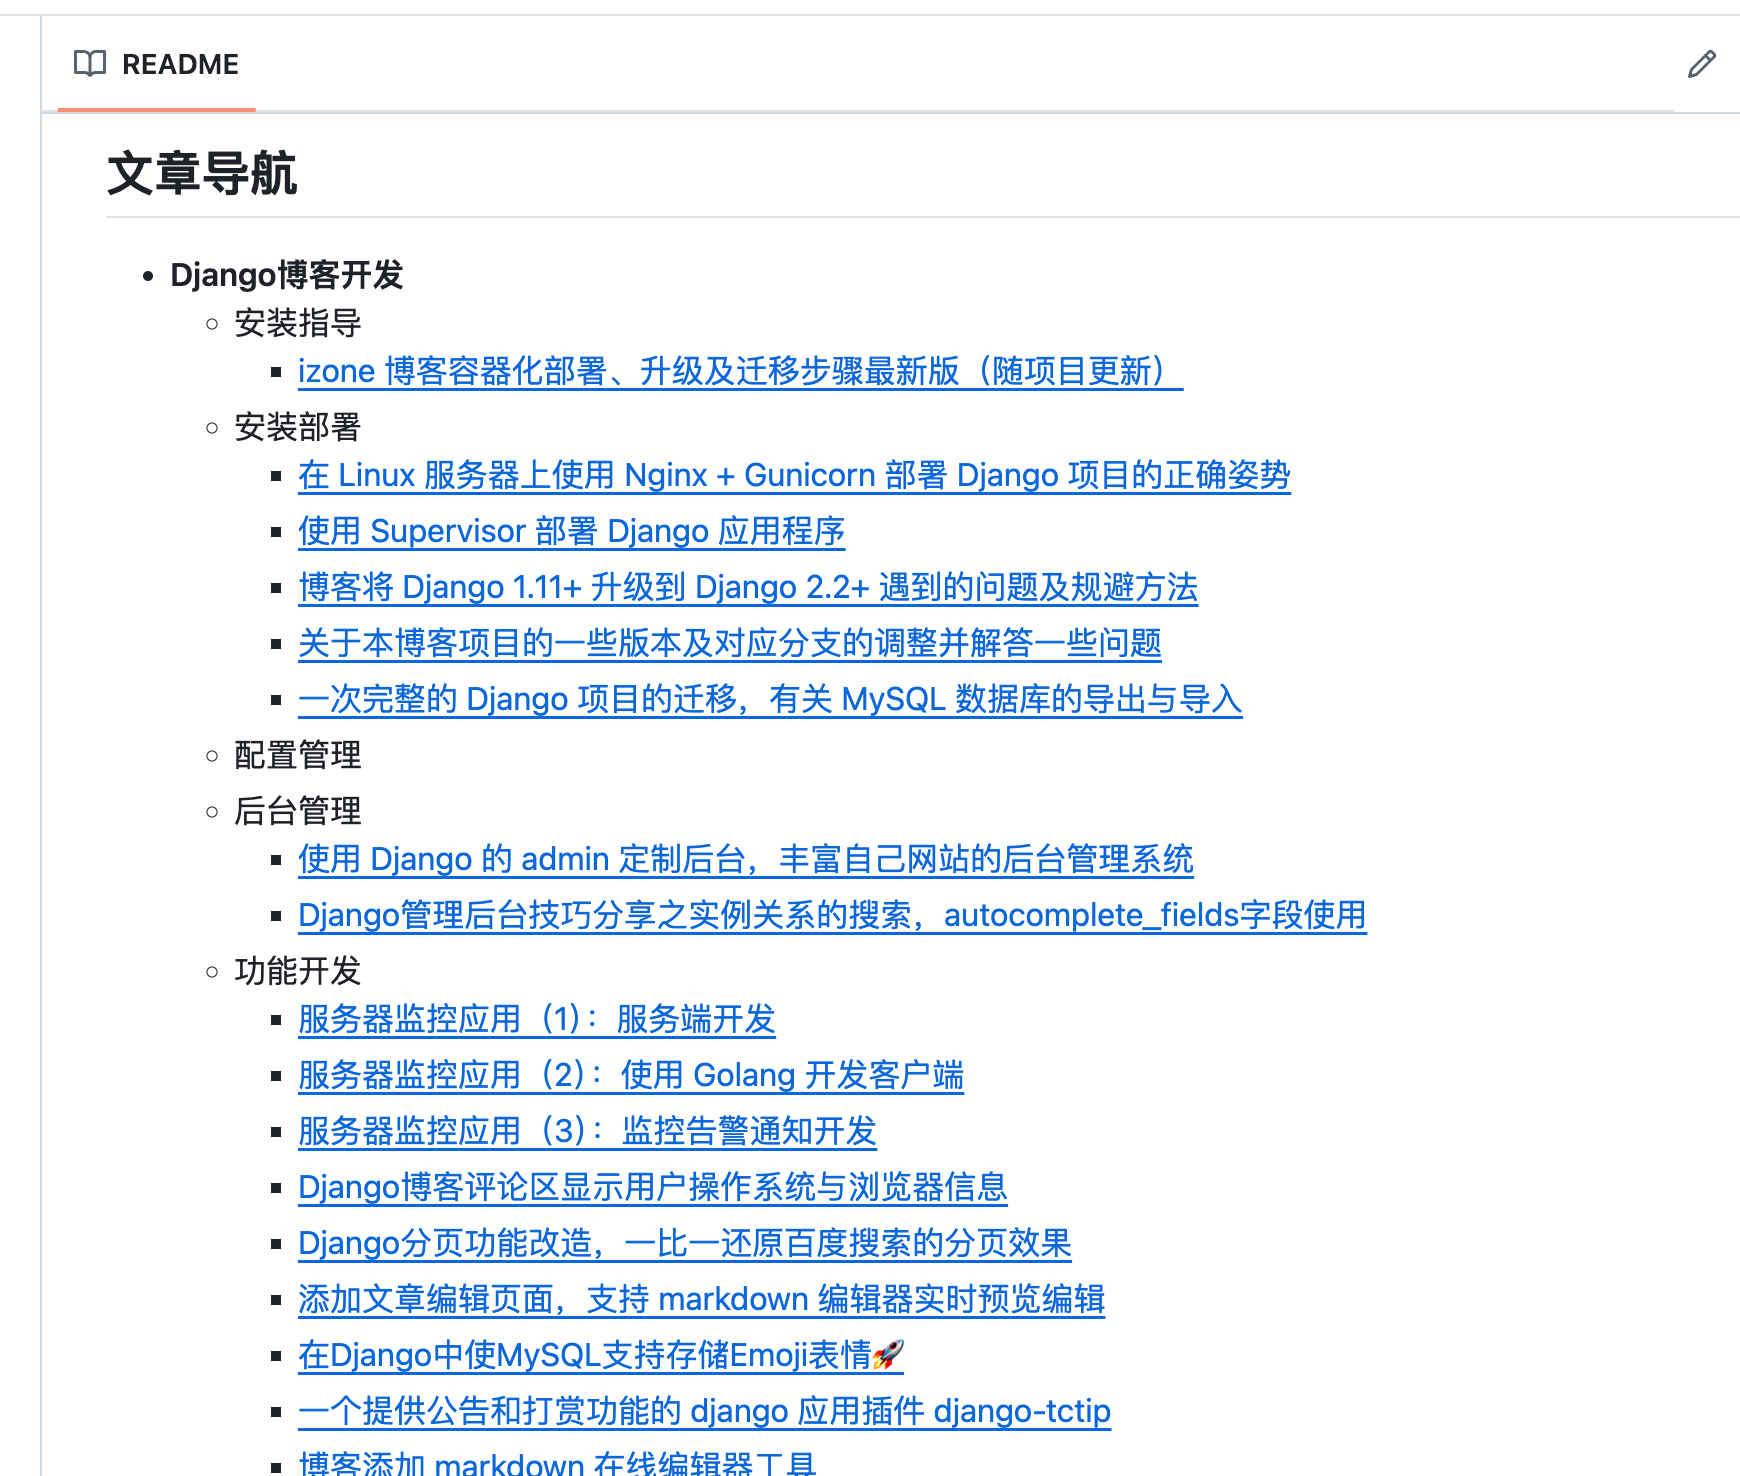 README
文章导航
Django博客开发
安装指导
izone 博客容器化部署、升级及迁移步骤最新版（随项目更新）
安装部署
在 Linux 服务器上使用 Nginx + Gunicorn 部署 Django 项目的正确姿势
使用 Supervisor 部署 Django 应用程序
博客将 Django 1.11+ 升级到 Django 2.2+ 遇到的问题及规避方法
关于本博客项目的一些版本及对应分支的调整并解答一些问题
一次完整的 Django 项目的迁移，有关 MySQL 数据库的导出与导入
配置管理
后台管理
使用 Django 的 admin 定制后台，丰富自己网站的后台管理系统
Django管理后台技巧分享之实例关系的搜索，autocomplete_fields字段使用
功能开发
服务器监控应用（1）：服务端开发
服务器监控应用（2）：使用 Golang 开发客户端
服务器监控应用（3）：监控告警通知开发
Django博客评论区显示用户操作系统与浏览器信息
Django分页功能改造，一比一还原百度搜索的分页效果
添加文章编辑页面，支持 markdown 编辑器实时预览编辑
在Django中使MySQL支持存储Emoji表情🚀
一个提供公告和打赏功能的 django 应用插件 django-tctip
博客添加 markdown 在线编辑器工具